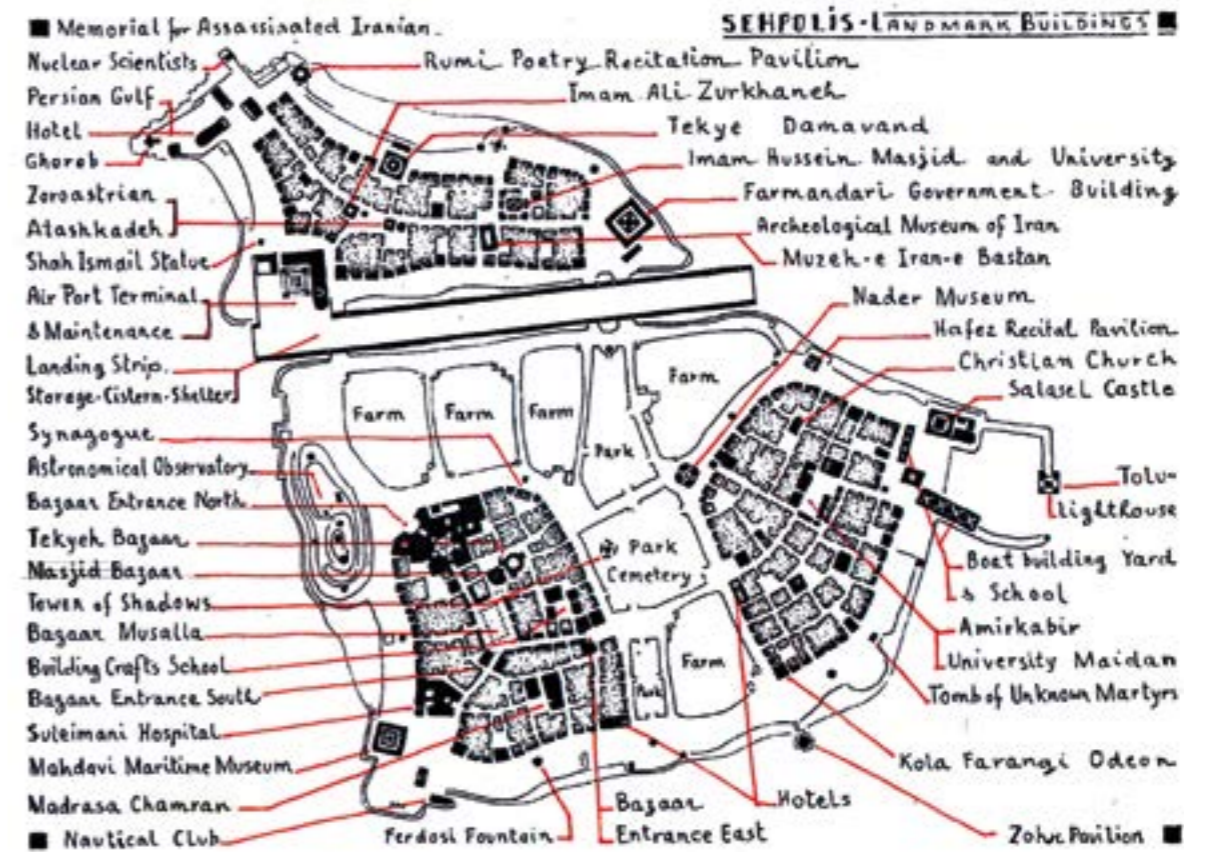 SEHPOLIS - LANDMARK BUILDINGS
Memorial for Assassinated Iranian
Nuclear Scientists
Persian Gulf
Hotel
Ghorob
Zoroastrian
Atashkadeh
Shah Ismail Statue
Air Port Terminal
& Maintenance
Landing Strip
Storage-Cistern-Shelter
Synagogue
Astronomical Observatory
Bazaar Entrance North
Tekyeh Bazaar
Masjid Bazaar
Tower of Shadows
Bazaar Musalla
Building Crafts School
Bazaar Entrance South
Suleimani Hospital
Mahdavi Maritime Museum
Madrasa Chamran
Nautical Club
Rumi Poetry Recitation Pavilion
Imam Ali Zurkhaneh
Tekye Damavand
Imam Hussein Masjid and University
Farmandari Government Building
Archeological Museum of Iran
Muzeh-e Iran-e Bastan
Nader Museum
Hafez Recital Pavilion
Christian Church
Salasel Castle
Tolu-
Lighthouse
Boat building Yard
& School
Amirkabir
University Maidan
Tomb of Unknown Martyrs
Kola Farangi Odeon
Zohr Pavilion
Hotels
Bazaar
Entrance East
Ferdosi Fountain
Farm
Farm
Farm
Farm
Park
Park
Cemetery
Farm
Park